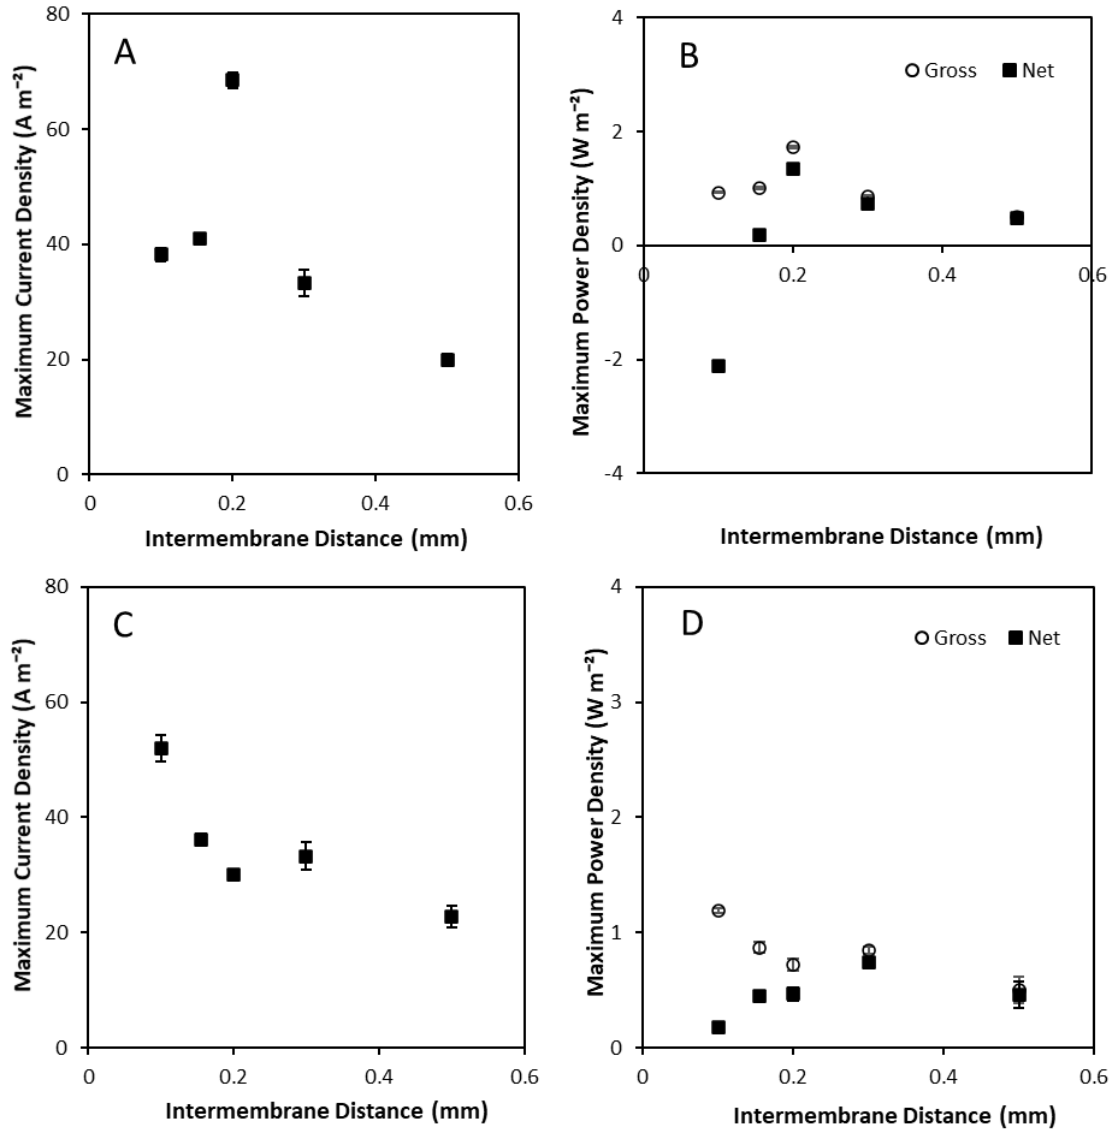 A
Maximum Current Density (A m⁻²)
80
60
40
20
0
0
0.2
0.4
0.6
Intermembrane Distance (mm)
B
Gross
Net
Maximum Power Density (W m⁻²)
4
2
0
-2
-4
0
0.2
0.4
0.6
Intermembrane Distance (mm)
C
Maximum Current Density (A m⁻²)
80
60
40
20
0
0
0.2
0.4
0.6
Intermembrane Distance (mm)
D
Gross
Net
Maximum Power Density (W m⁻²)
4
3
2
1
0
0
0.2
0.4
0.6
Intermembrane Distance (mm)